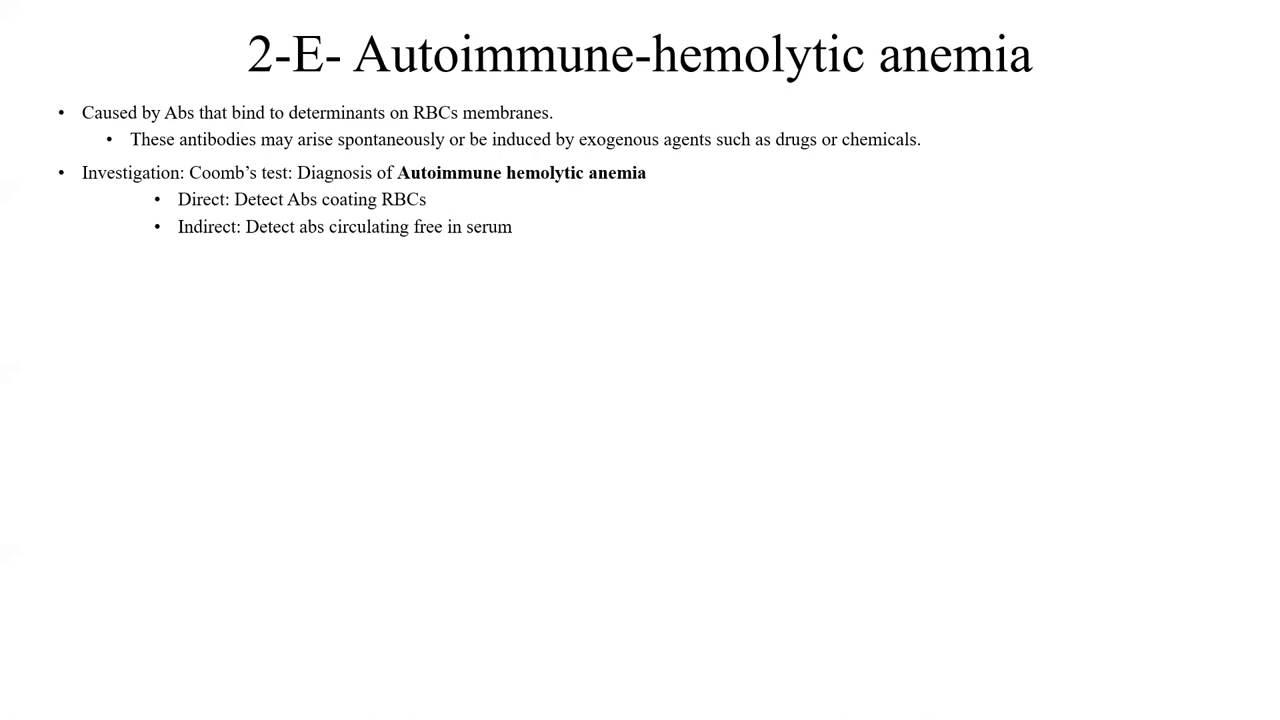 2-E- Autoimmune-hemolytic anemia
• Caused by Abs that bind to determinants on RBCs membranes.
• These antibodies may arise spontaneously or be induced by exogenous agents such as drugs or chemicals.
• Investigation: Coomb’s test: Diagnosis of Autoimmune hemolytic anemia
• Direct: Detect Abs coating RBCs
• Indirect: Detect abs circulating free in serum